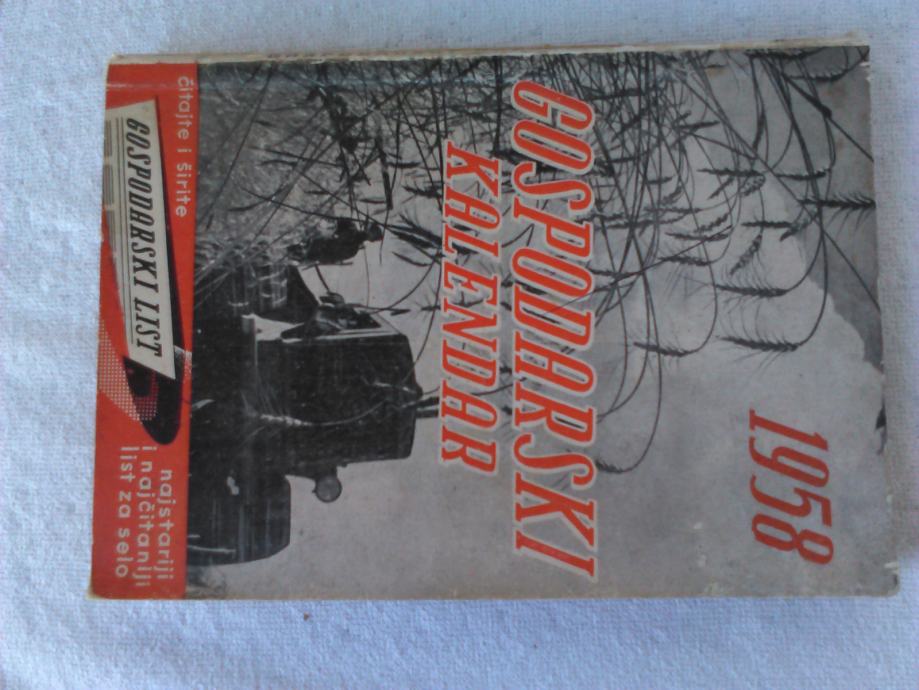 1958
GOSPODARSKI
KALENDAR
čitajte i širite
GOSPODARSKI LIST
najstariji
i najčitaniji
list za selo